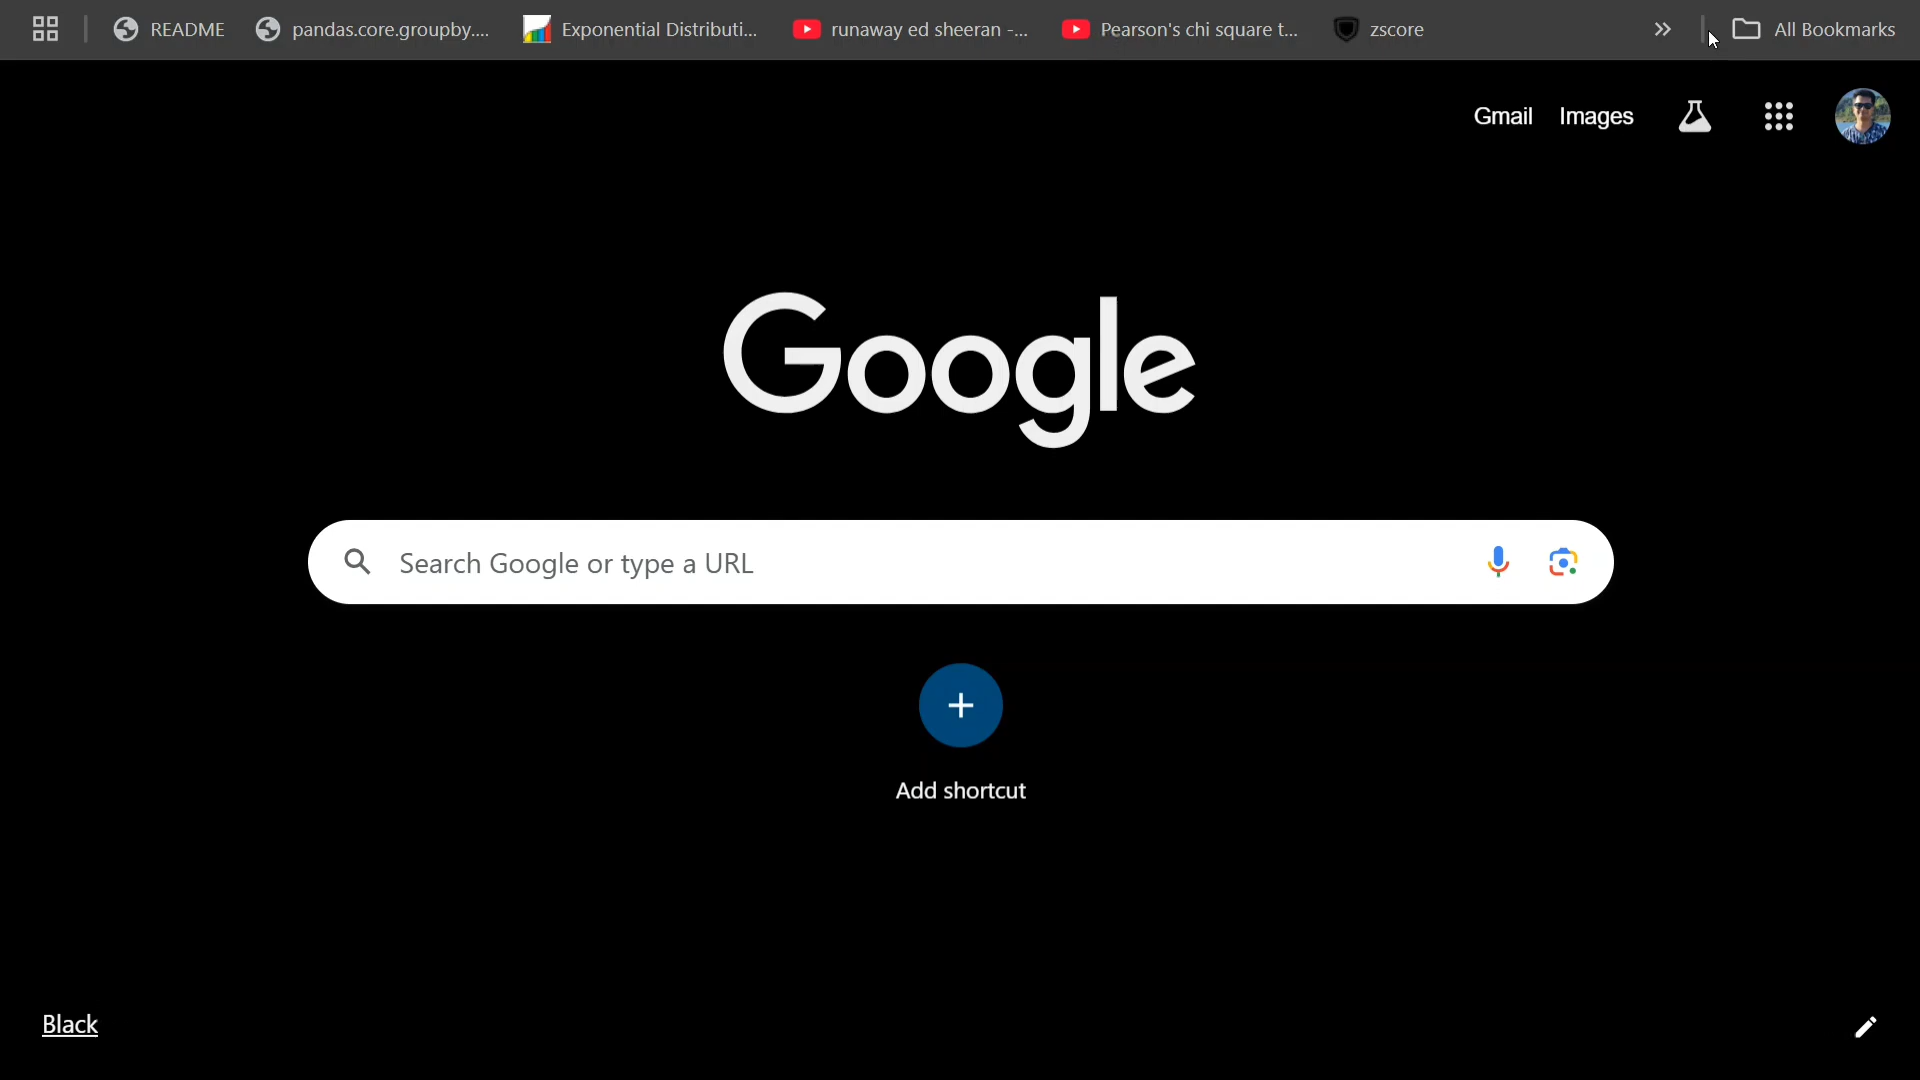 README pandas.core.groupby.... Exponential Distributi... runaway ed sheeran -... Pearson's chi square t... zscore » All Bookmarks
Gmail Images
Google
Search Google or type a URL
Add shortcut
Black